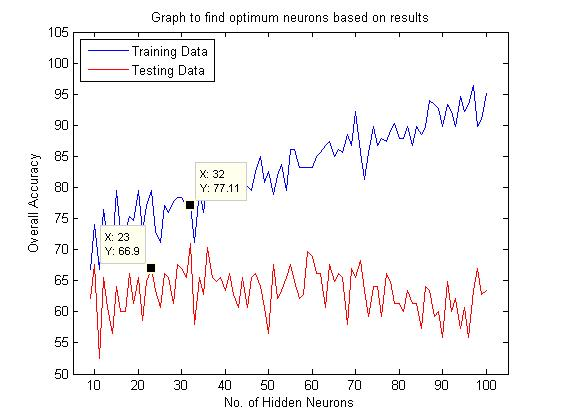 Graph to find optimum neurons based on results
Training Data
Testing Data
105
100
95
90
85
80
75
70
65
60
55
50
X: 32
Y: 77.11
X: 23
Y: 66.9
Overall Accuracy
10 20 30 40 50 60 70 80 90 100
No. of Hidden Neurons